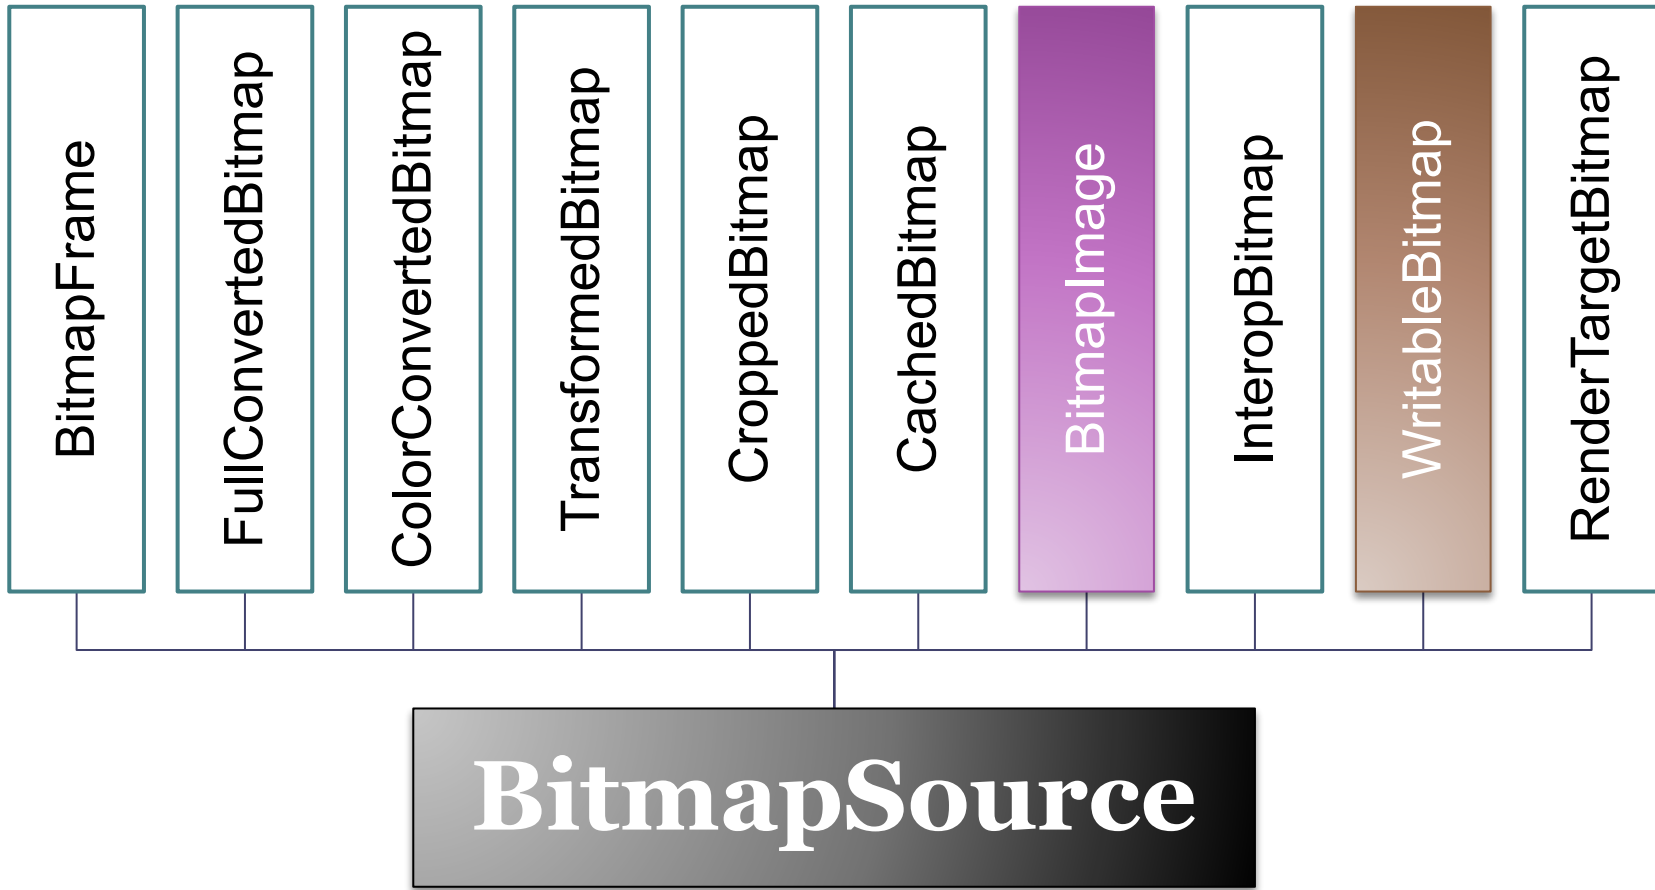 BitmapFrame
FullConvertedBitmap
ColorConvertedBitmap
TransformedBitmap
CroppedBitmap
CachedBitmap
BitmapImage
InteropBitmap
WritableBitmap
RenderTargetBitmap
BitmapSource